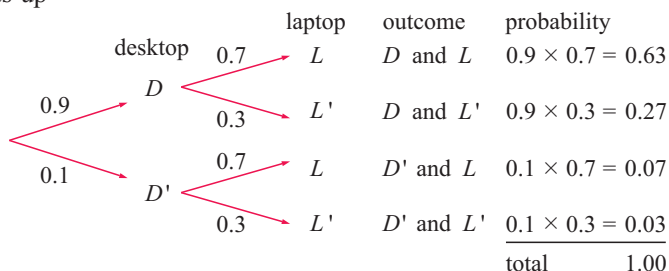 laptop outcome probability
desktop
0.7 L D and L 0.9 × 0.7 = 0.63
0.9 D
0.3 L' D and L' 0.9 × 0.3 = 0.27
0.7 L D' and L 0.1 × 0.7 = 0.07
0.1 D'
0.3 L' D' and L' 0.1 × 0.3 = 0.03
total 1.00